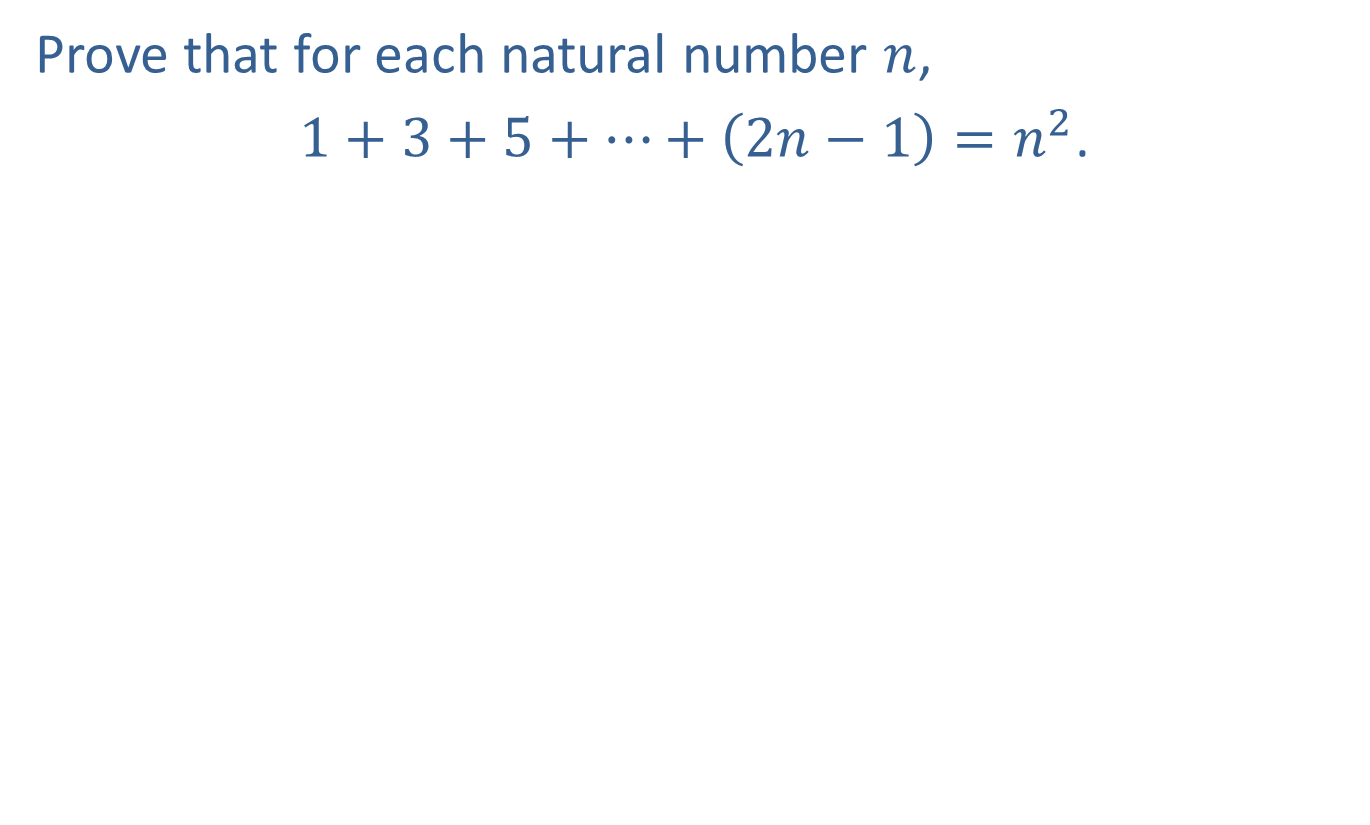 Prove that for each natural number 𝑛,
1 + 3 + 5 + ⋯ + (2𝑛 − 1) = 𝑛².